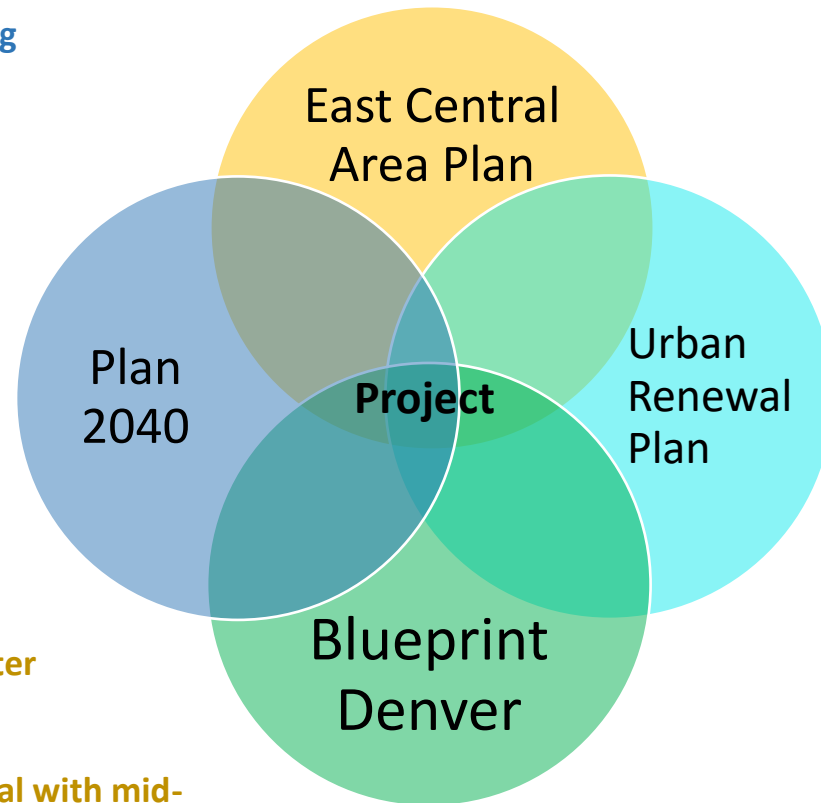 g
East Central
Area Plan
Plan
2040
Project
Urban
Renewal
Plan
Blueprint
Denver
ter
al with mid-